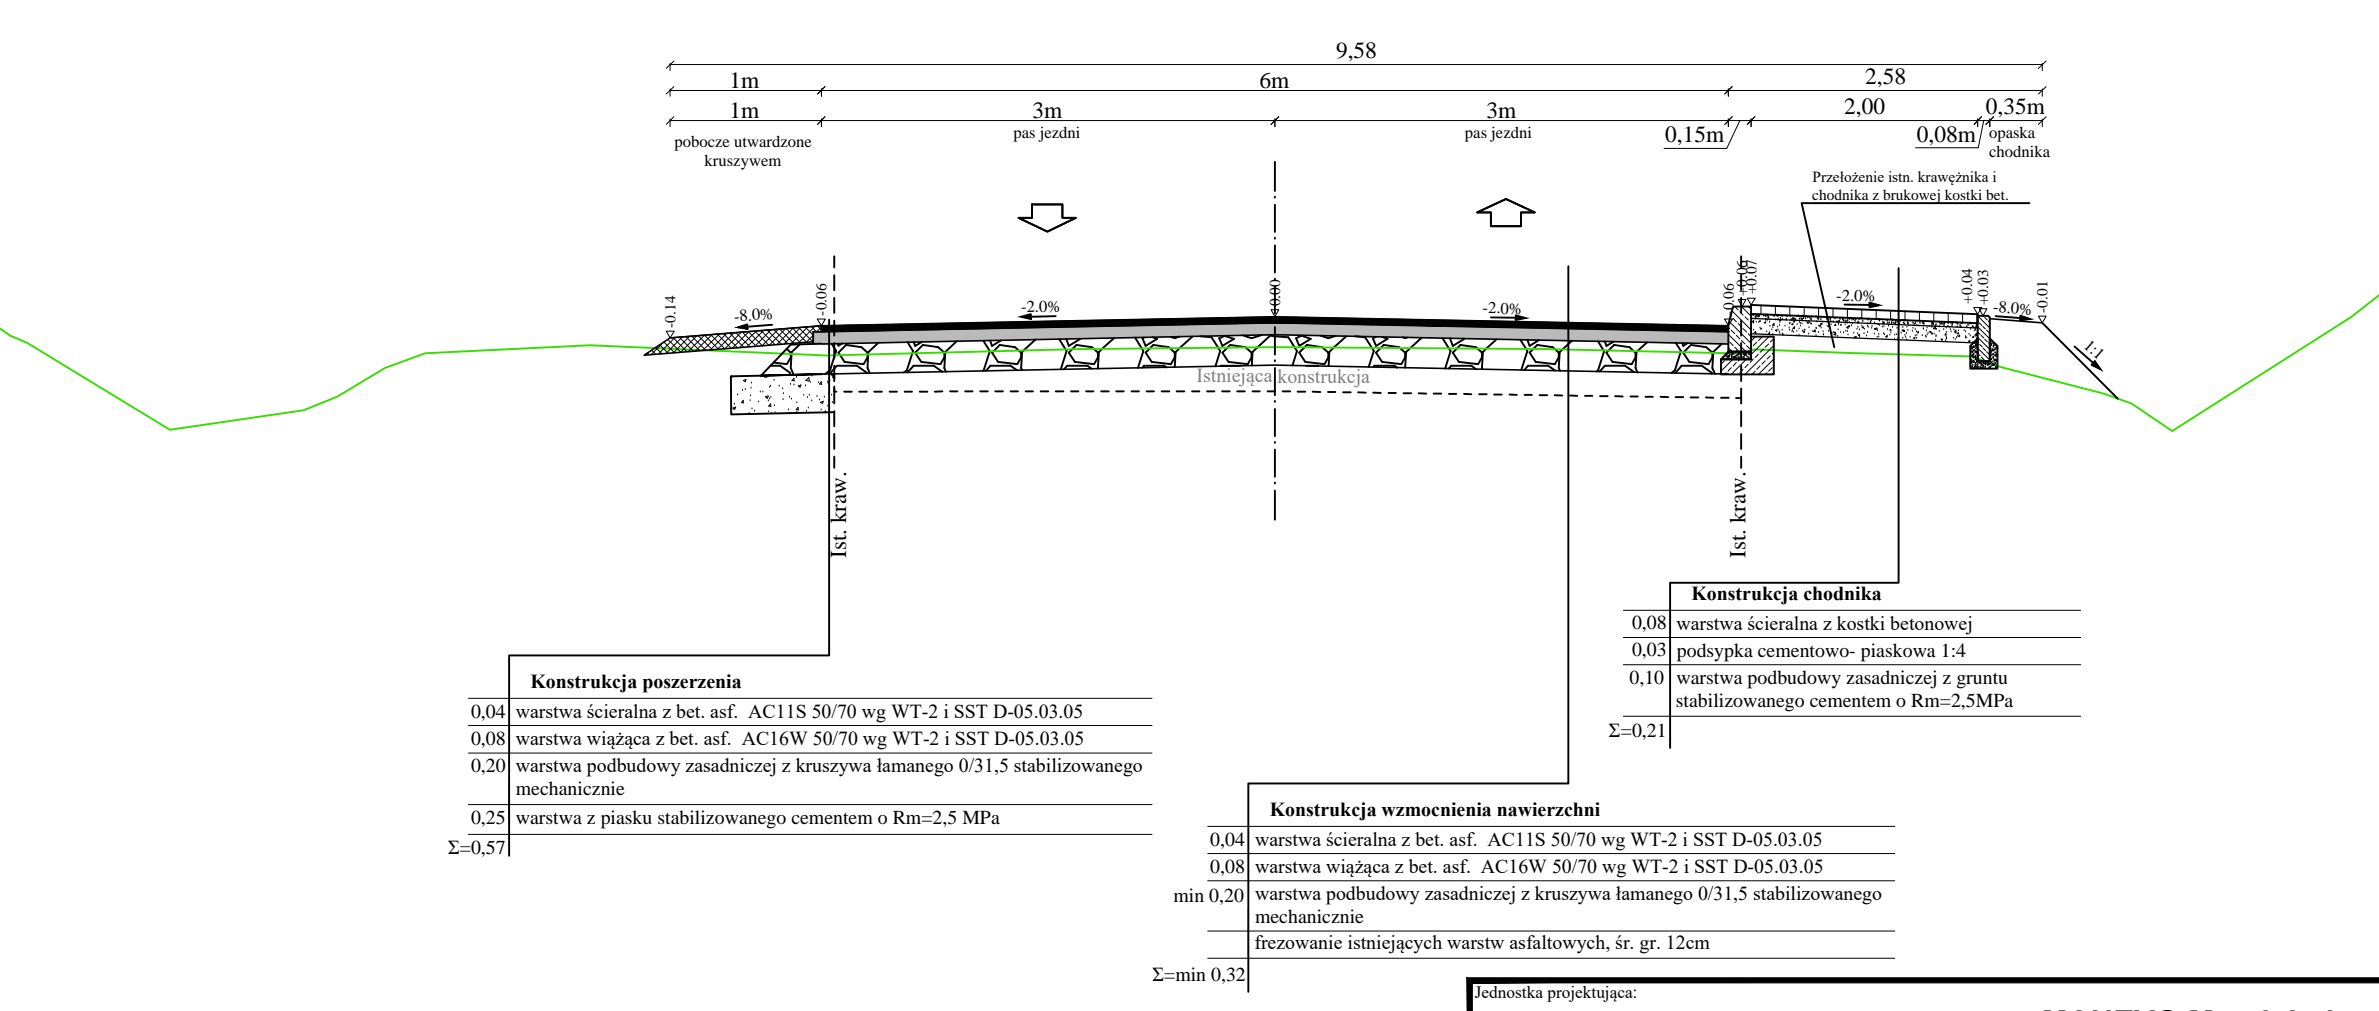 9,58
1m 6m 2,58
1m 3m 3m 2,00 0,35m
pobocze utwardzone
kruszywem
pas jezdni
pas jezdni
0,15m
0,08m
opaska
chodnika
Przełożenie istn. krawężnika i
chodnika z brukowej kostki bet.
-0.14
-8.0%
-0.06
-2.0%
-0.00
-2.0%
+0.07
-2.0%
+0.04
+0.03
-8.0%
-0.01
1:1
Istniejąca konstrukcja
Ist. kraw.
Ist. kraw.
Konstrukcja poszerzenia
0,04 warstwa ścieralna z bet. asf. AC11S 50/70 wg WT-2 i SST D-05.03.05
0,08 warstwa wiążąca z bet. asf. AC16W 50/70 wg WT-2 i SST D-05.03.05
0,20 warstwa podbudowy zasadniczej z kruszywa łamanego 0/31,5 stabilizowanego
mechanicznie
0,25 warstwa z piasku stabilizowanego cementem o Rm=2,5 MPa
Σ=0,57
Konstrukcja chodnika
0,08 warstwa ścieralna z kostki betonowej
0,03 podsypka cementowo- piaskowa 1:4
0,10 warstwa podbudowy zasadniczej z gruntu
stabilizowanego cementem o Rm=2,5MPa
Σ=0,21
Konstrukcja wzmocnienia nawierzchni
0,04 warstwa ścieralna z bet. asf. AC11S 50/70 wg WT-2 i SST D-05.03.05
0,08 warstwa wiążąca z bet. asf. AC16W 50/70 wg WT-2 i SST D-05.03.05
min 0,20 warstwa podbudowy zasadniczej z kruszywa łamanego 0/31,5 stabilizowanego
mechanicznie
frezowanie istniejących warstw asfaltowych, śr. gr. 12cm
Σ=min 0,32
Jednostka projektująca: